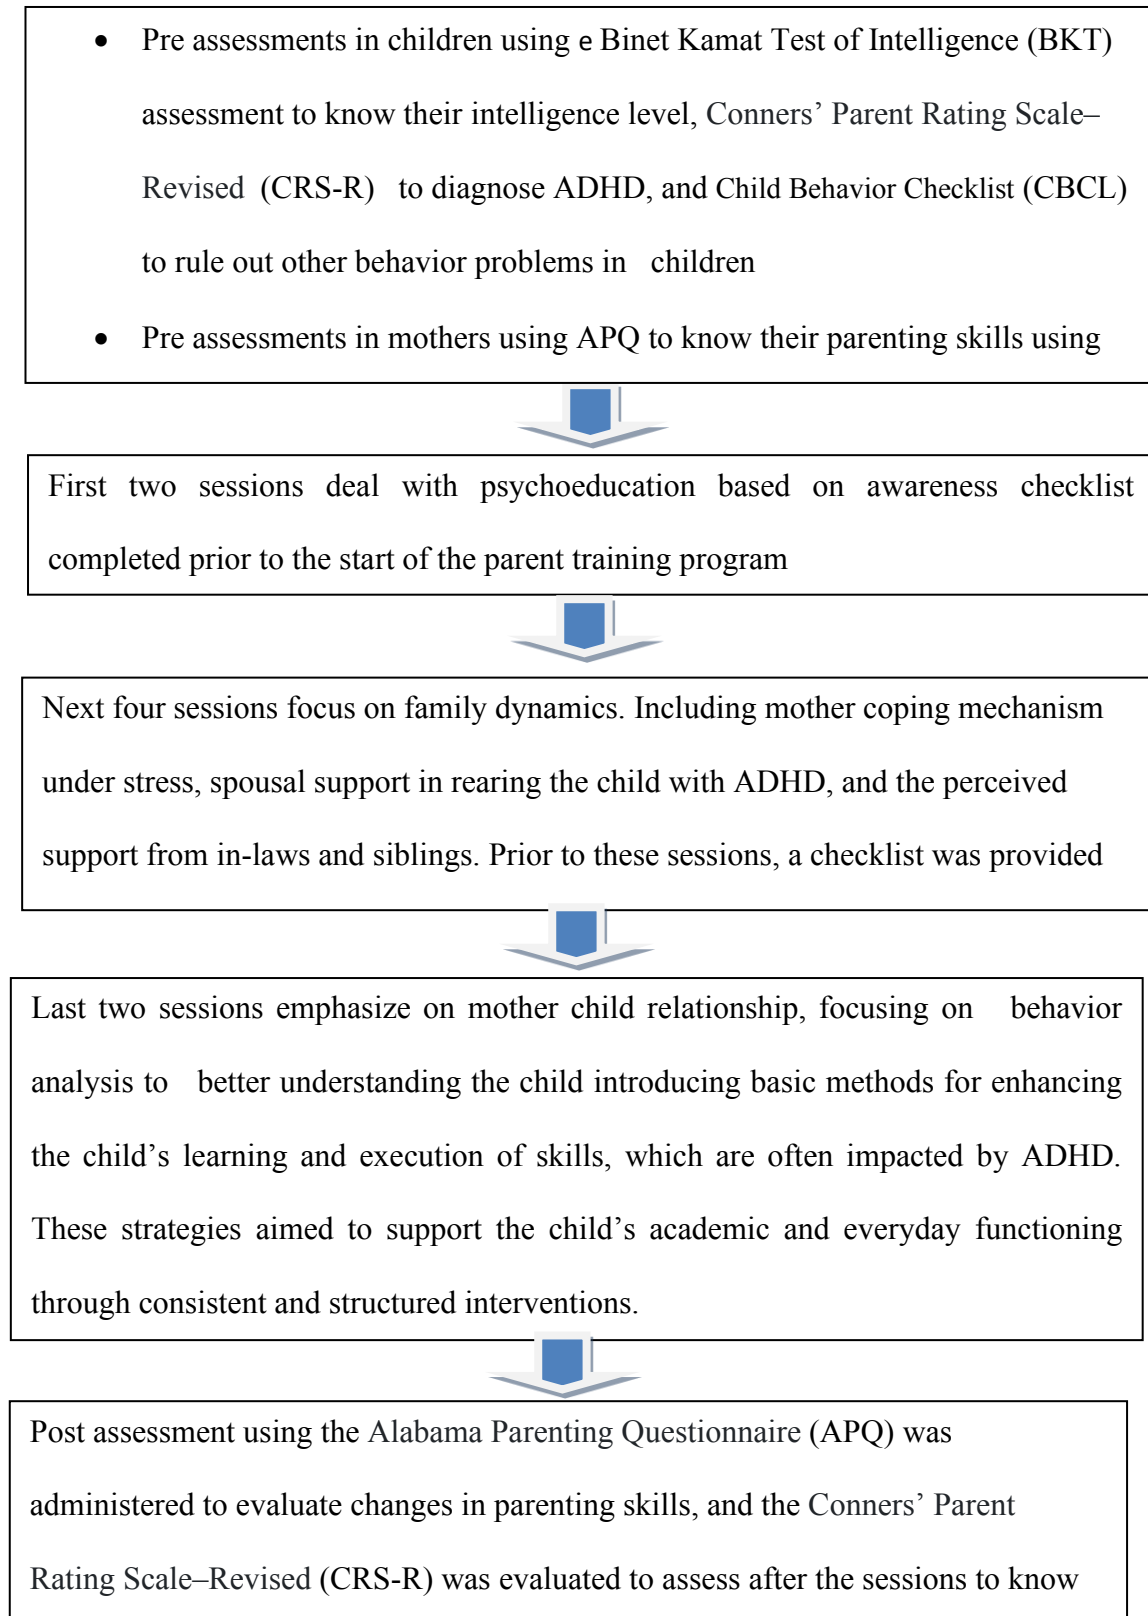 • Pre assessments in children using e Binet Kamat Test of Intelligence (BKT)
assessment to know their intelligence level, Conners’ Parent Rating Scale–
Revised (CRS-R) to diagnose ADHD, and Child Behavior Checklist (CBCL)
to rule out other behavior problems in children
• Pre assessments in mothers using APQ to know their parenting skills using
First two sessions deal with psychoeducation based on awareness checklist
completed prior to the start of the parent training program
Next four sessions focus on family dynamics. Including mother coping mechanism
under stress, spousal support in rearing the child with ADHD, and the perceived
support from in-laws and siblings. Prior to these sessions, a checklist was provided
Last two sessions emphasize on mother child relationship, focusing on behavior
analysis to better understanding the child introducing basic methods for enhancing
the child’s learning and execution of skills, which are often impacted by ADHD.
These strategies aimed to support the child’s academic and everyday functioning
through consistent and structured interventions.
Post assessment using the Alabama Parenting Questionnaire (APQ) was
administered to evaluate changes in parenting skills, and the Conners’ Parent
Rating Scale–Revised (CRS-R) was evaluated to assess after the sessions to know